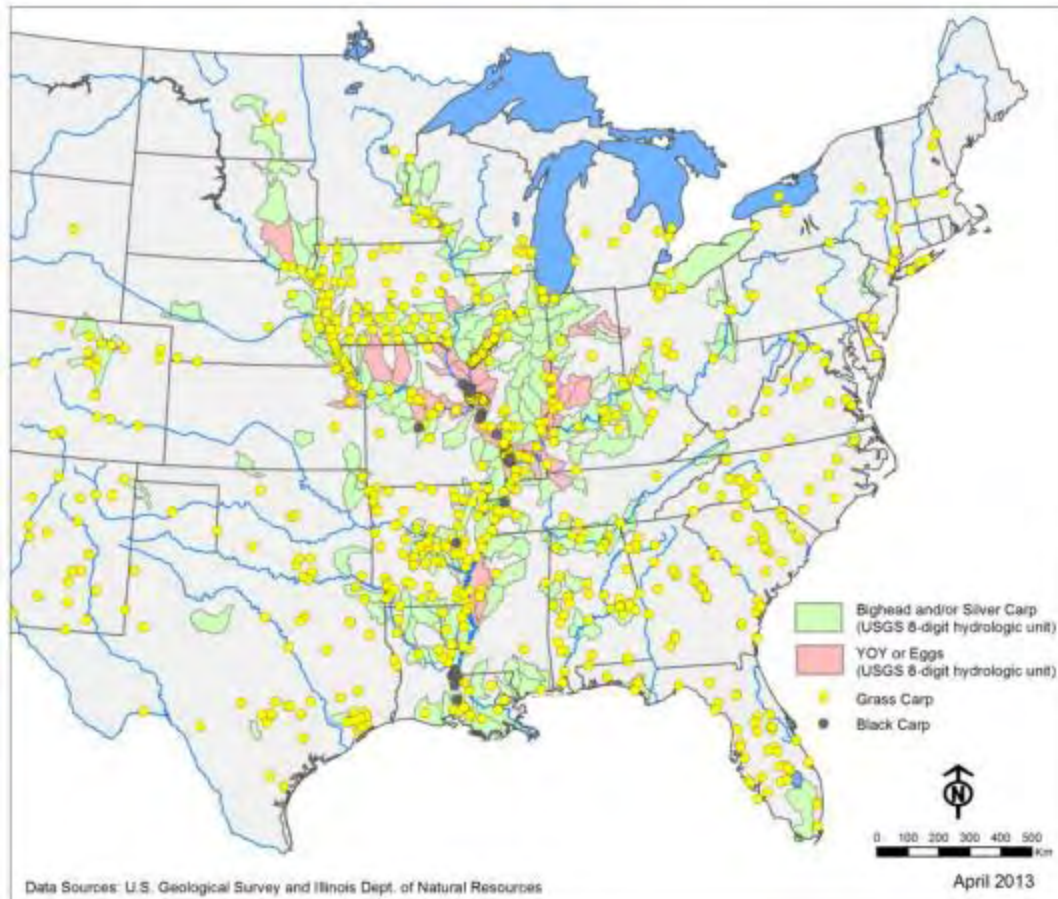 Bighead and/or Silver Carp
(USGS 8-digit hydrologic unit)
YOY or Eggs
(USGS 8-digit hydrologic unit)
Grass Carp
Black Carp
N
0 100 200 300 400 500
Km
April 2013
Data Sources: U.S. Geological Survey and Illinois Dept. of Natural Resources